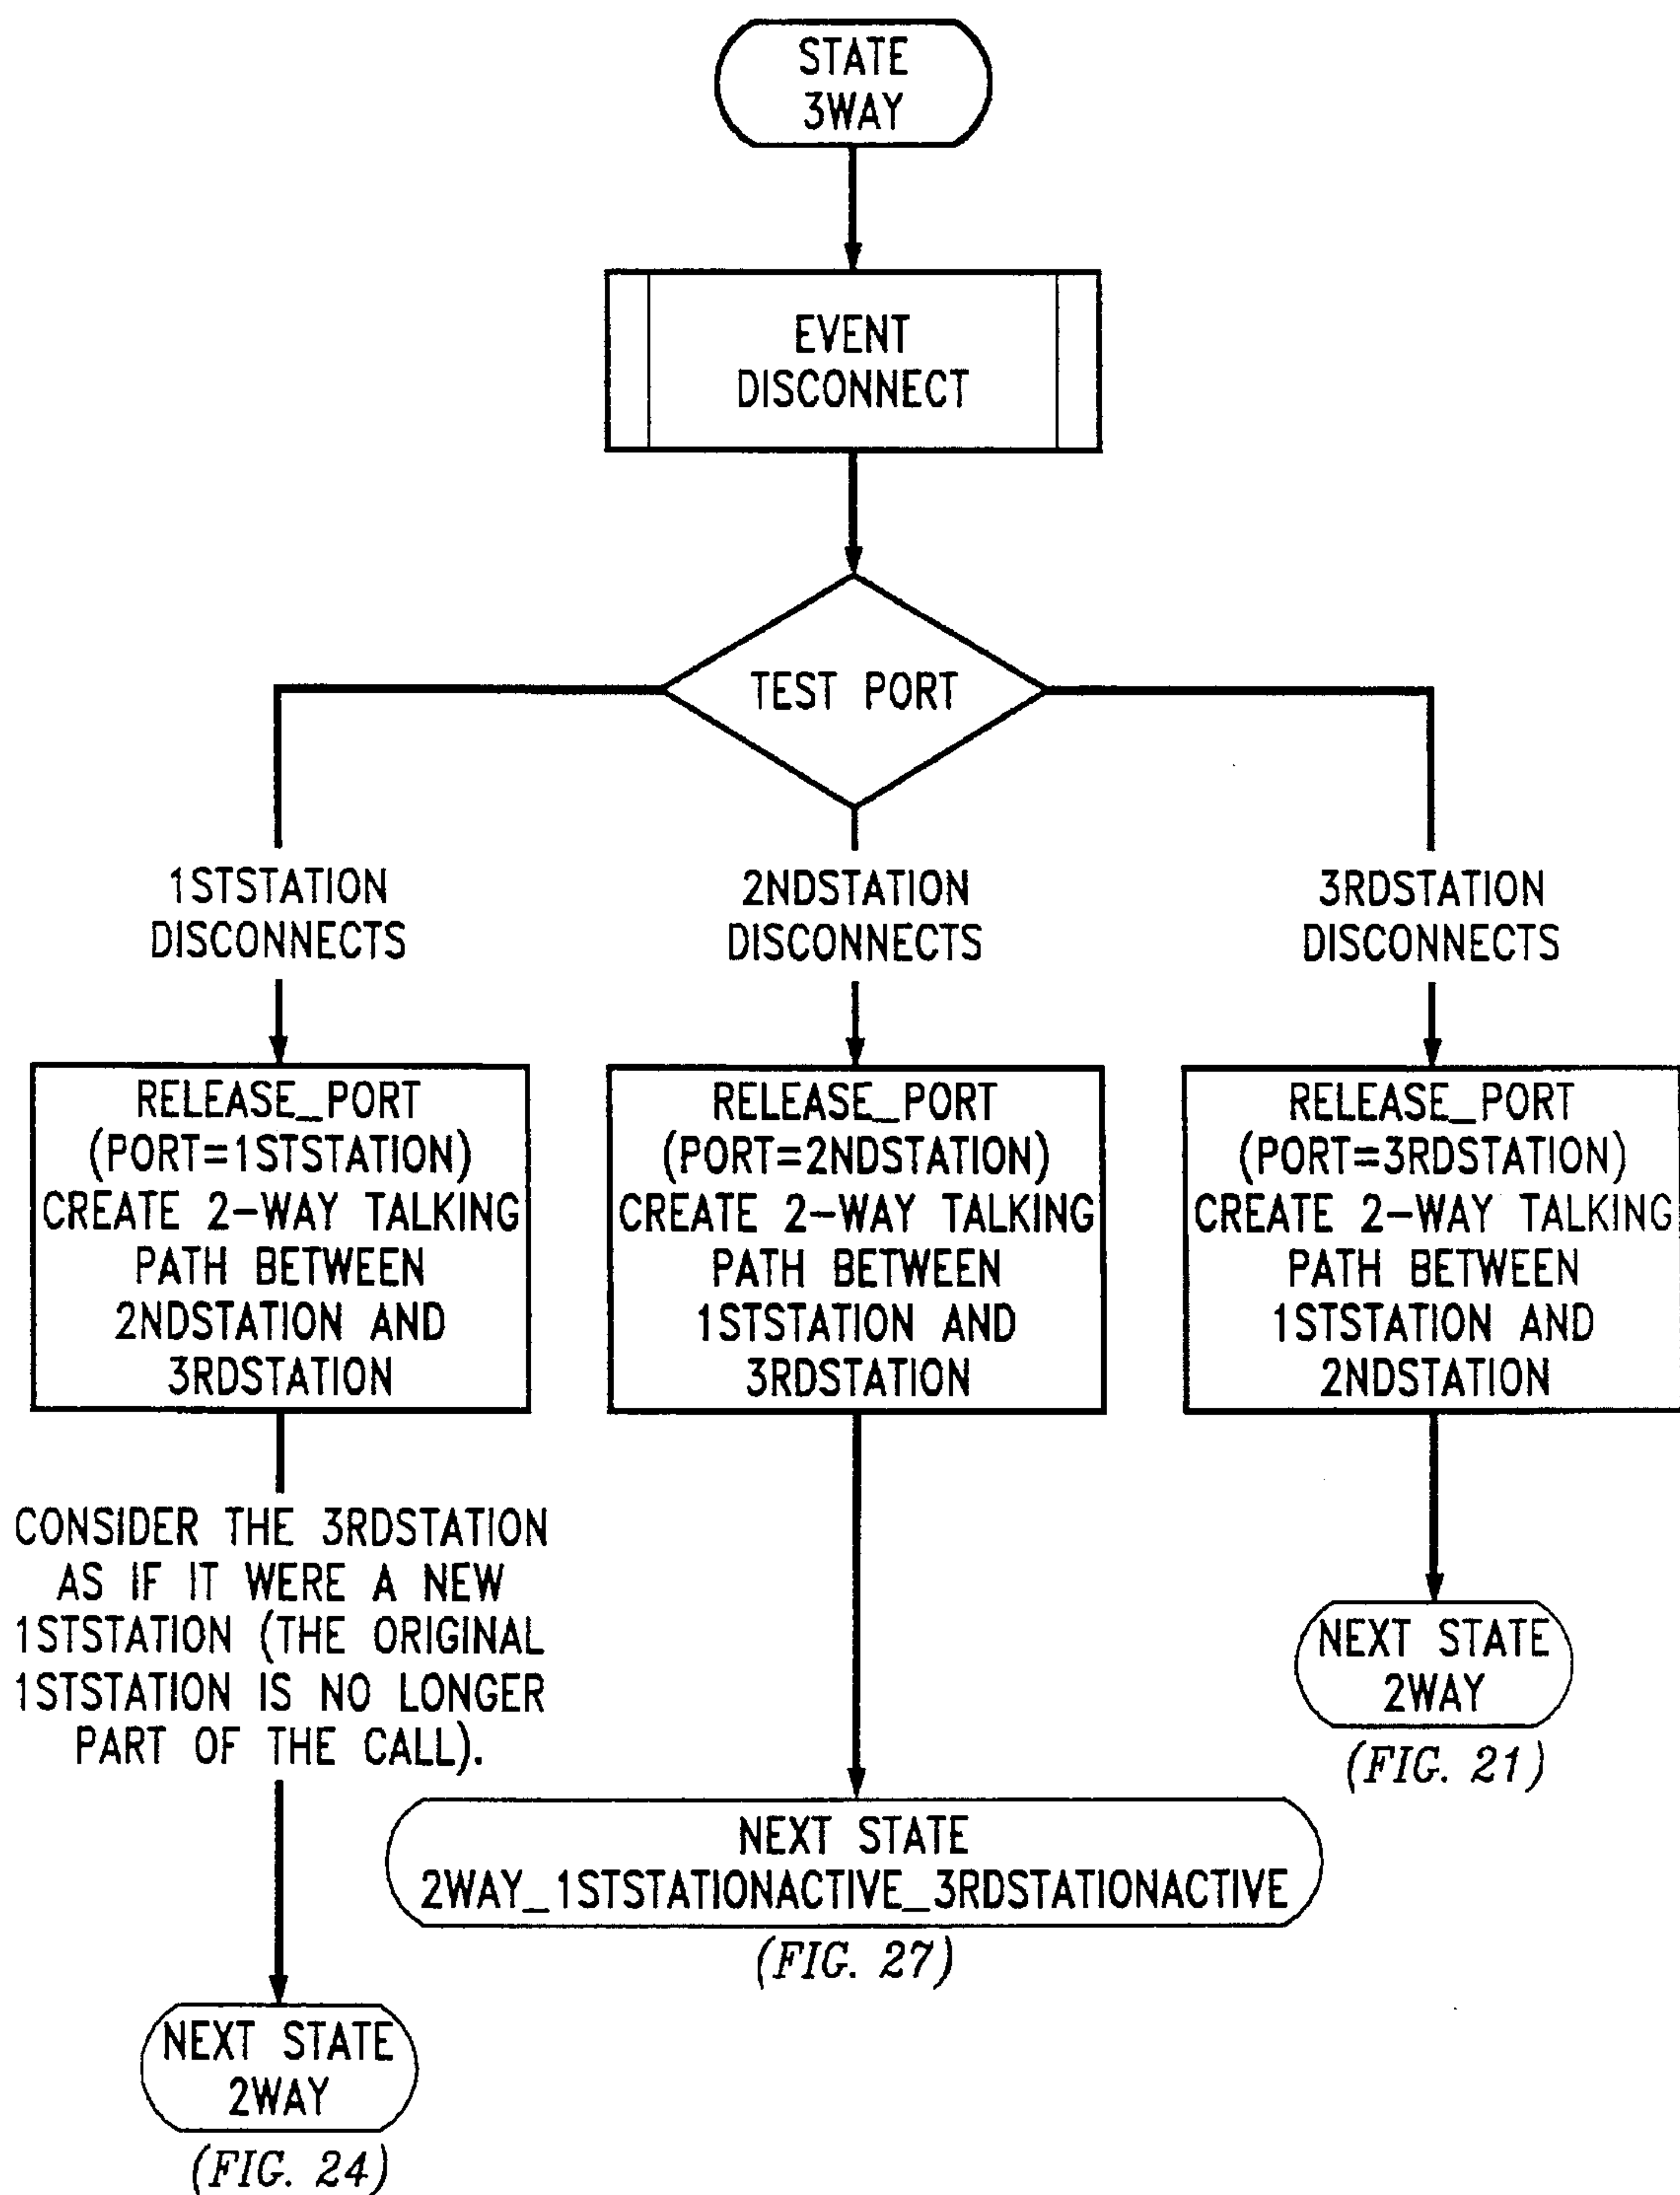 STATE
3WAY
EVENT
DISCONNECT
TEST PORT
1STSTATION
DISCONNECTS
2NDSTATION
DISCONNECTS
3RDSTATION
DISCONNECTS
RELEASE_PORT
(PORT=1STSTATION)
CREATE 2-WAY TALKING
PATH BETWEEN
2NDSTATION AND
3RDSTATION
RELEASE_PORT
(PORT=2NDSTATION)
CREATE 2-WAY TALKING
PATH BETWEEN
1STSTATION AND
3RDSTATION
RELEASE_PORT
(PORT=3RDSTATION)
CREATE 2-WAY TALKING
PATH BETWEEN
1STSTATION AND
2NDSTATION
CONSIDER THE 3RDSTATION
AS IF IT WERE A NEW
1STSTATION (THE ORIGINAL
1STSTATION IS NO LONGER
PART OF THE CALL).
NEXT STATE
2WAY
(FIG. 21)
NEXT STATE
2WAY_1STSTATIONACTIVE_3RDSTATIONACTIVE
(FIG. 27)
NEXT STATE
2WAY
(FIG. 24)